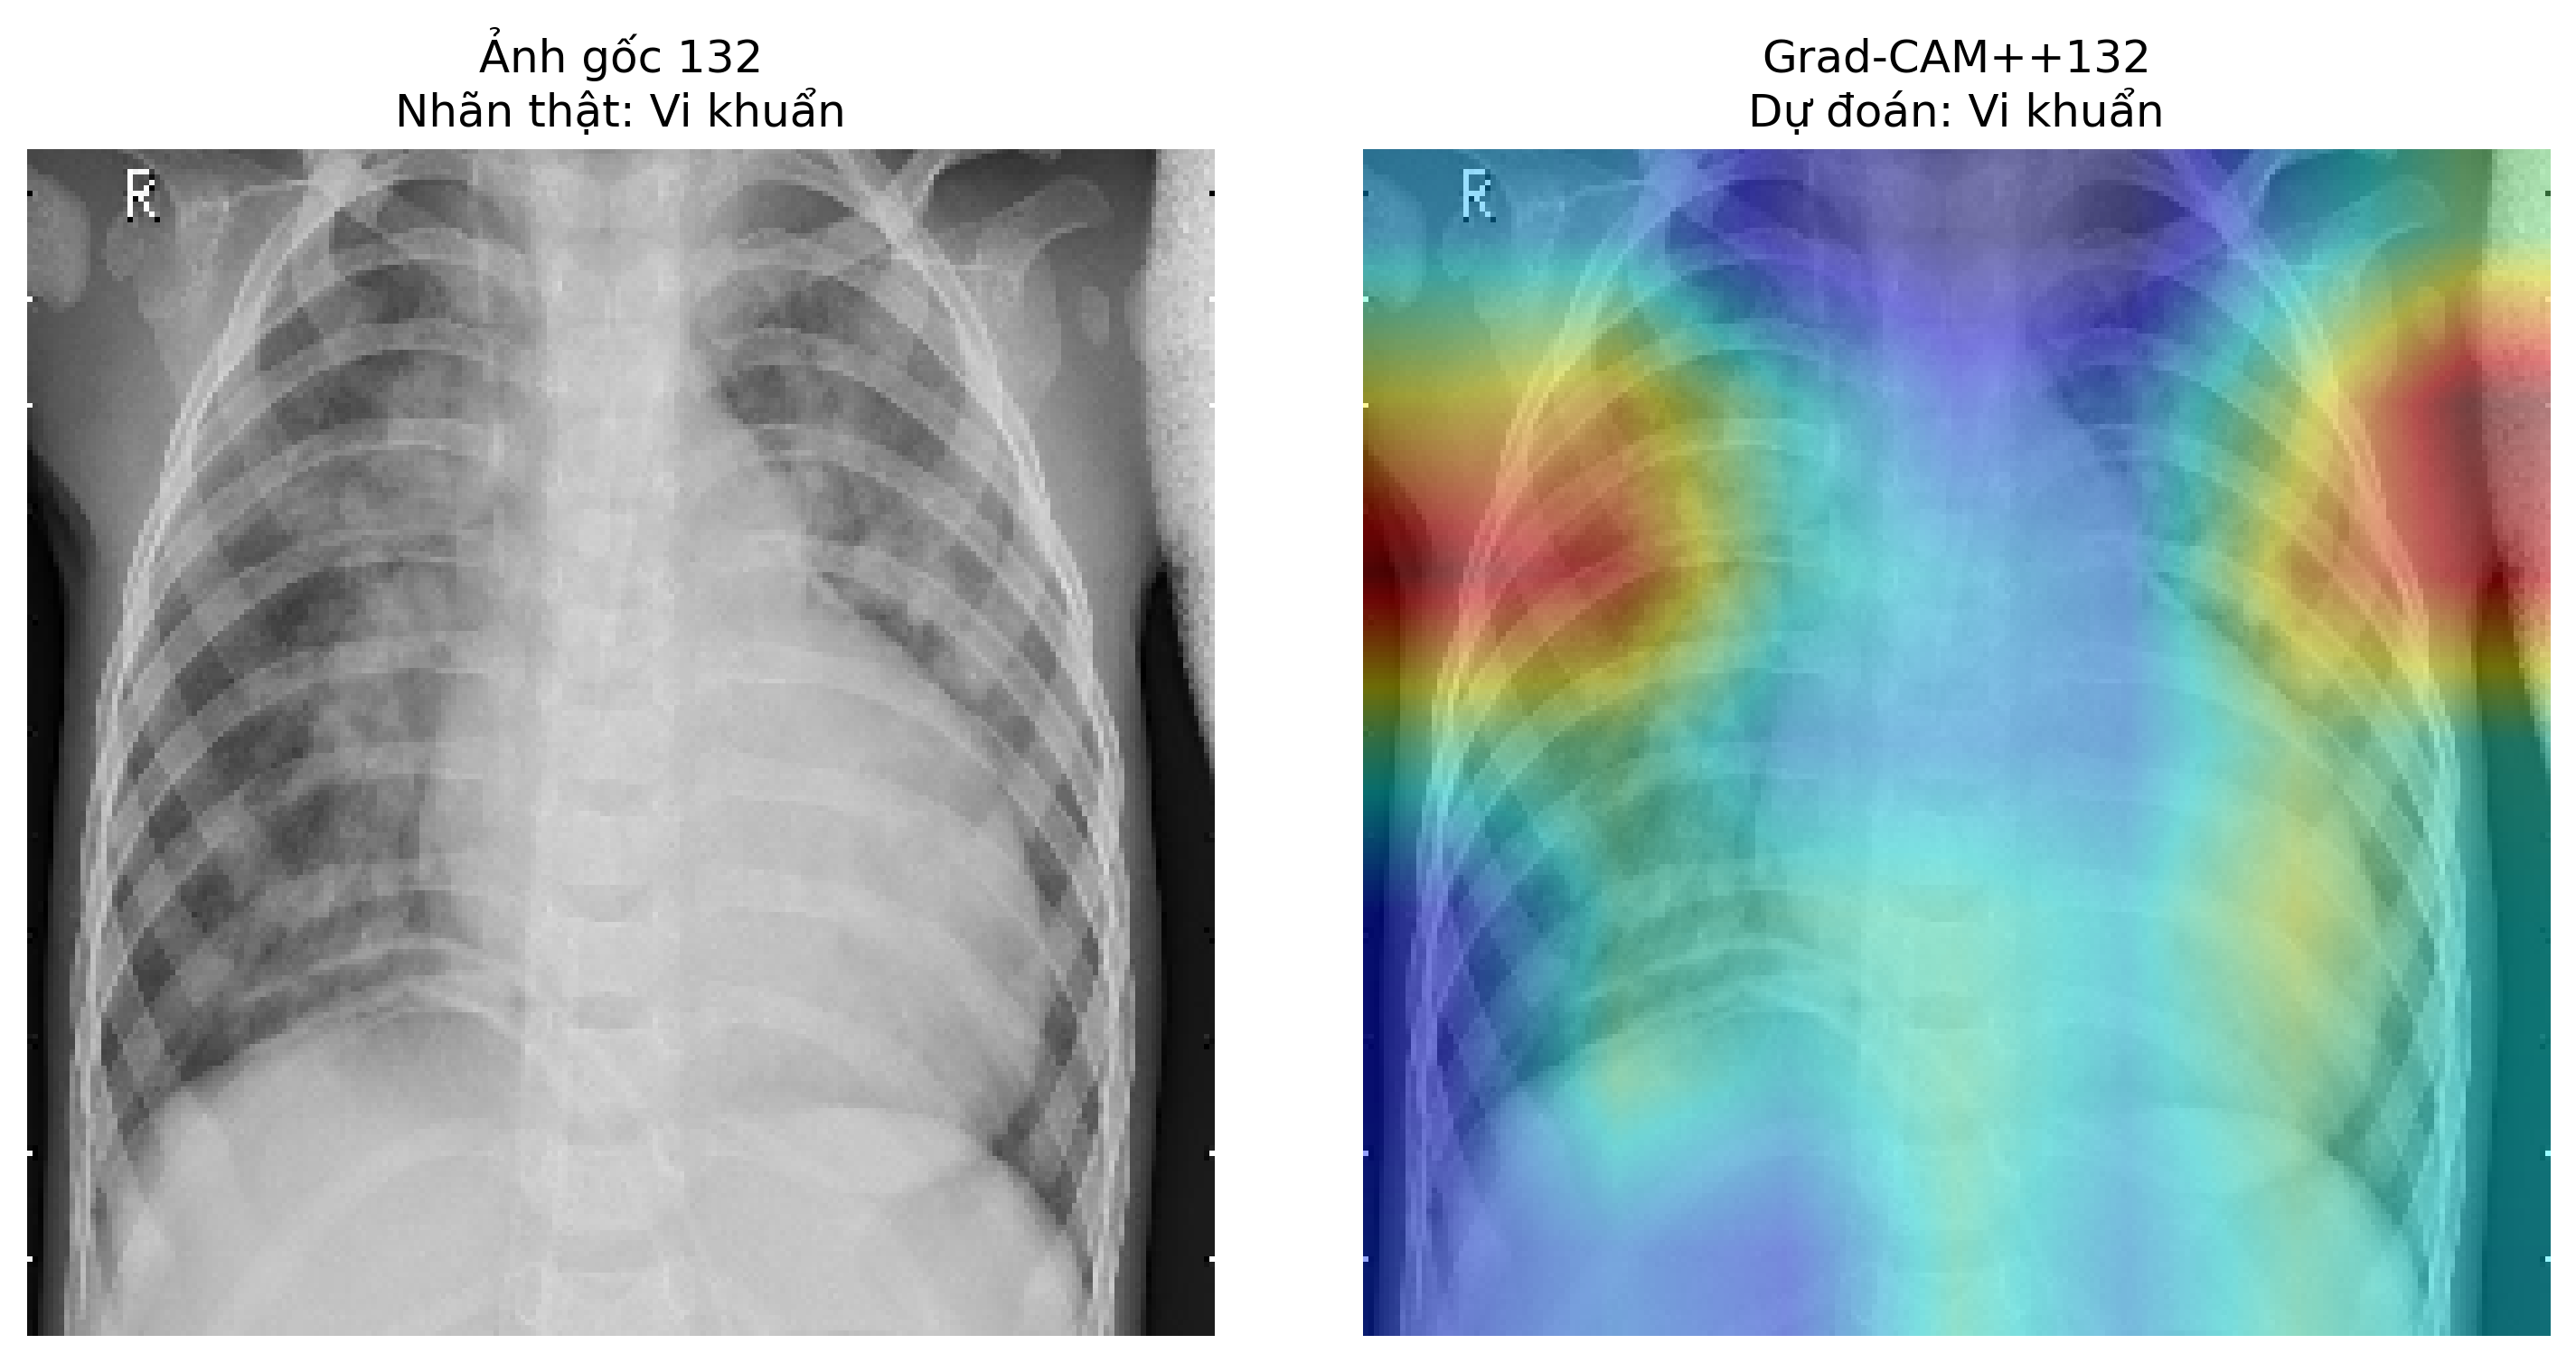 Ảnh gốc 132
Nhãn thật: Vi khuẩn
R
Grad-CAM++132
Dự đoán: Vi khuẩn
R